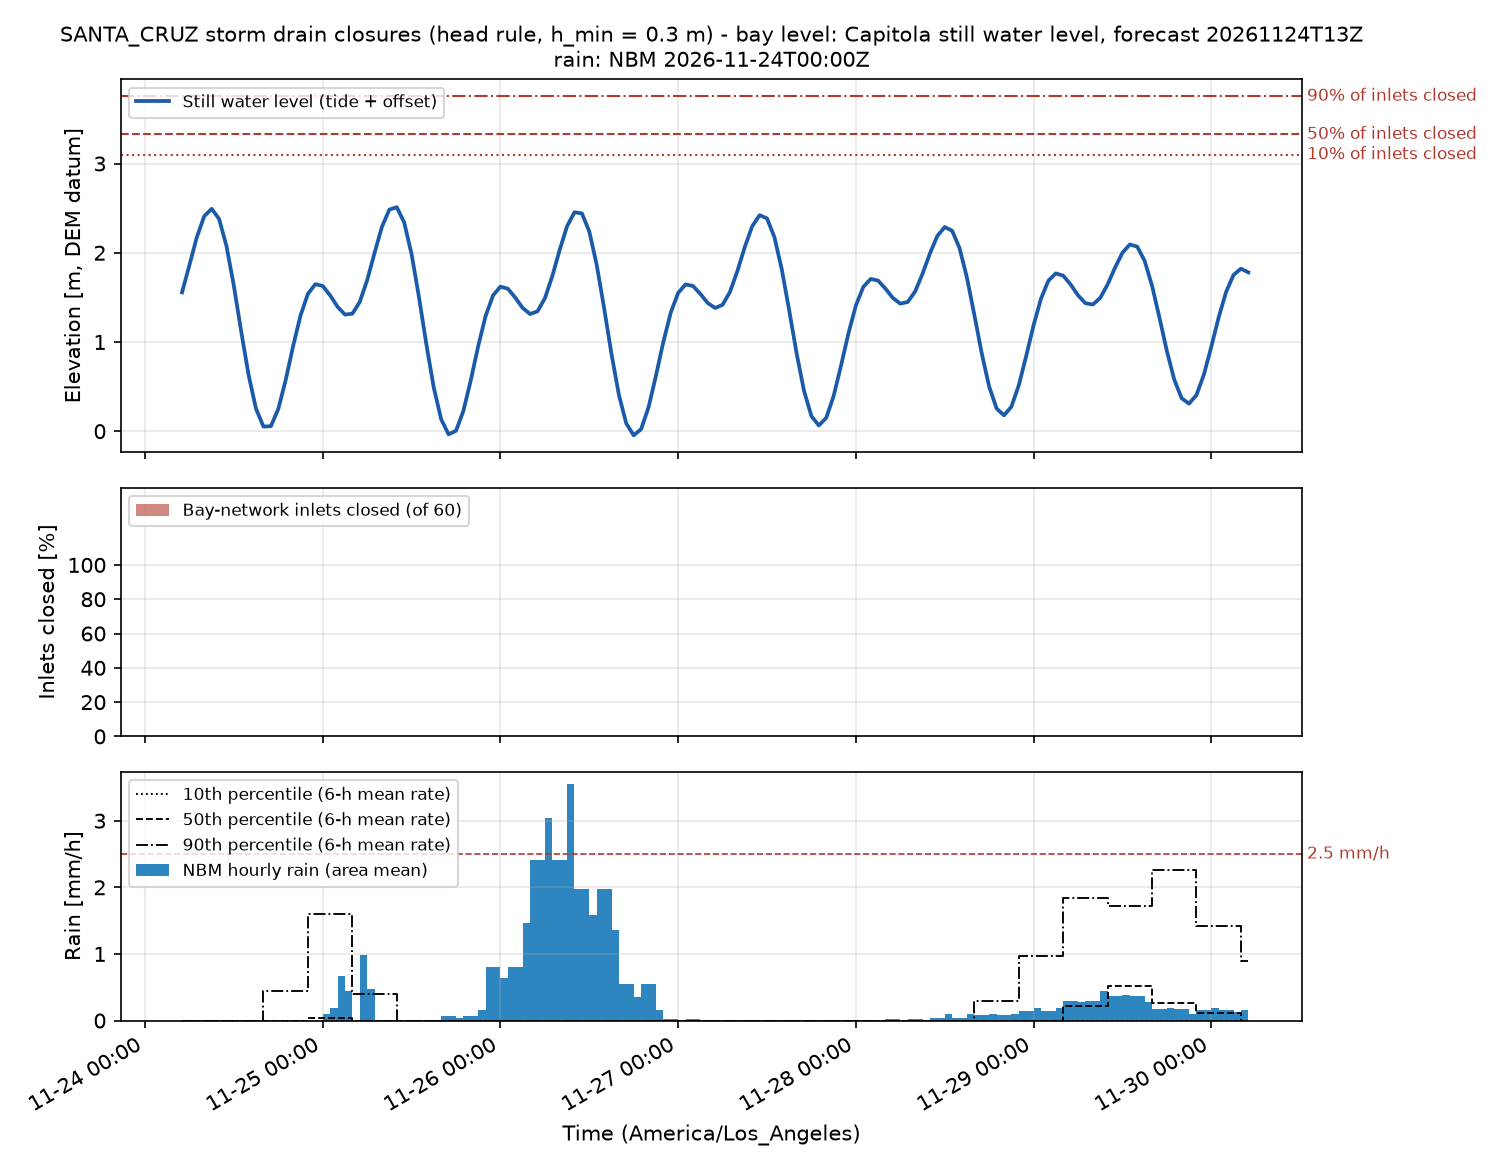 SANTA_CRUZ storm drain closures (head rule, h_min = 0.3 m) - bay level: Capitola still water level, forecast 20261124T13Z
rain: NBM 2026-11-24T00:00Z
Still water level (tide + offset)
90% of inlets closed
50% of inlets closed
10% of inlets closed
Elevation [m, DEM datum]
3
2
1
0
Bay-network inlets closed (of 60)
Inlets closed [%]
100
80
60
40
20
0
10th percentile (6-h mean rate)
50th percentile (6-h mean rate)
90th percentile (6-h mean rate)
NBM hourly rain (area mean)
2.5 mm/h
Rain [mm/h]
3
2
1
0
11-24 00:00
11-25 00:00
11-26 00:00
11-27 00:00
11-28 00:00
11-29 00:00
11-30 00:00
Time (America/Los_Angeles)